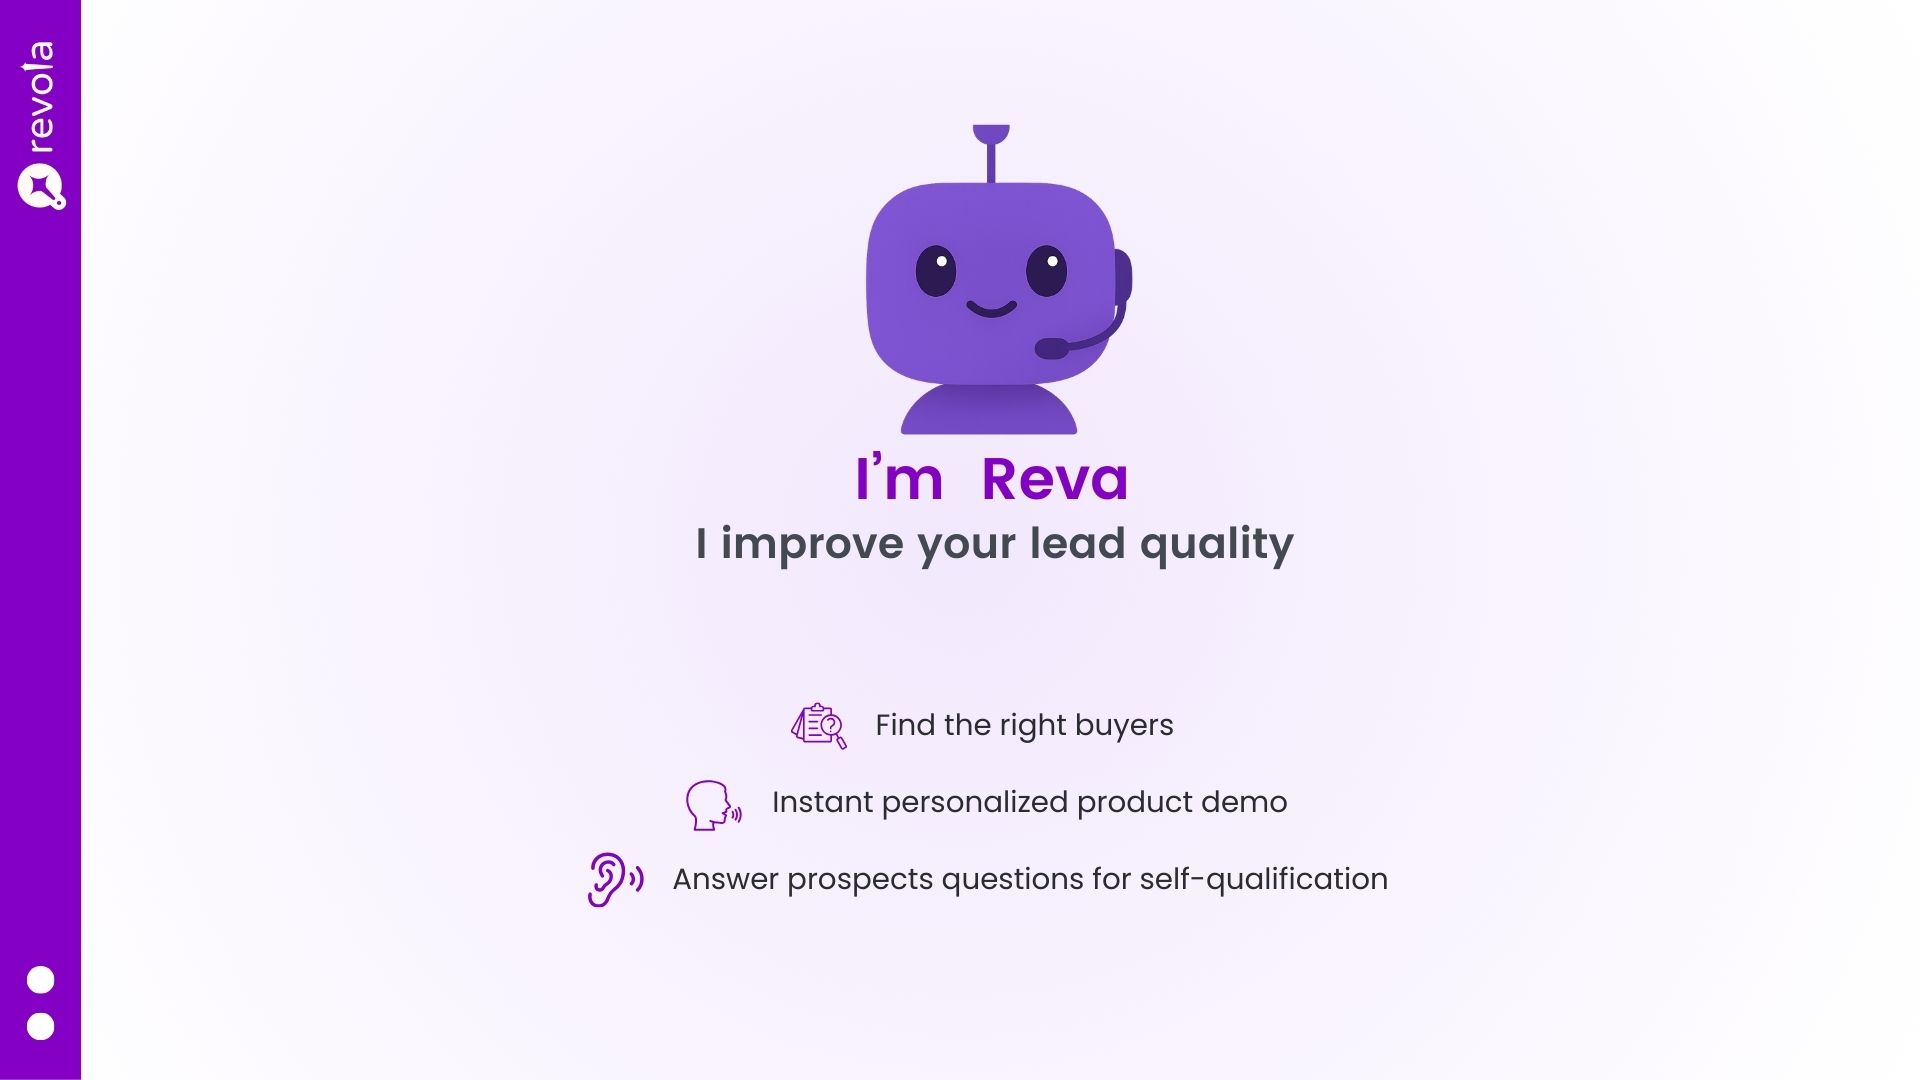 revola
I’m Reva
I improve your lead quality
Find the right buyers
Instant personalized product demo
Answer prospects questions for self-qualification